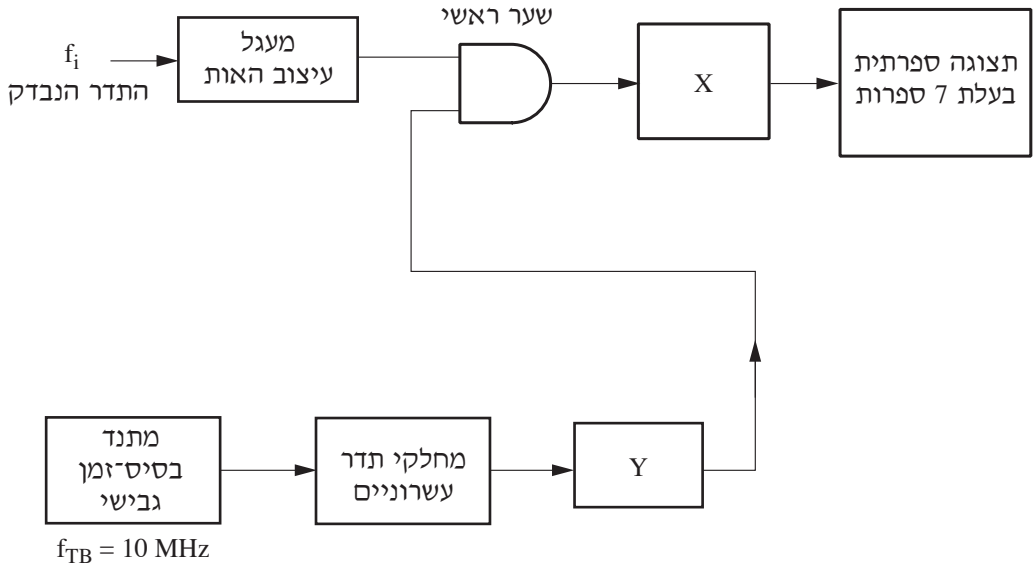 שער ראשי
f_i
התדר הנבדק
מעגל
עיצוב האות
X
תצוגה ספרתית
בעלת 7 ספרות
מתנד
בסיס־זמן
גבישי
מחלקי תדר
עשרוניים
Y
f_TB = 10 MHz